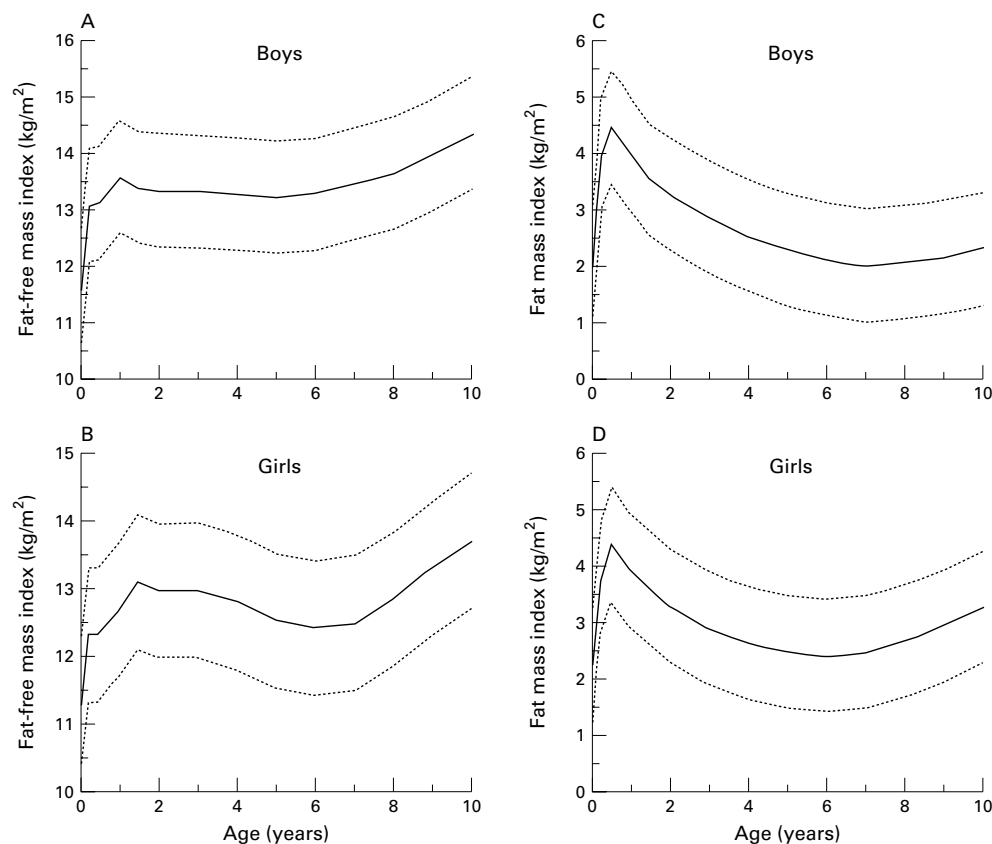 A
Boys
Fat-free mass index (kg/m²)
16
15
14
13
12
11
10
0 2 4 6 8 10
C
Boys
Fat mass index (kg/m²)
6
5
4
3
2
1
0
0 2 4 6 8 10
B
Girls
Fat-free mass index (kg/m²)
15
14
13
12
11
10
0 2 4 6 8 10
Age (years)
D
Girls
Fat mass index (kg/m²)
6
5
4
3
2
1
0
0 2 4 6 8 10
Age (years)